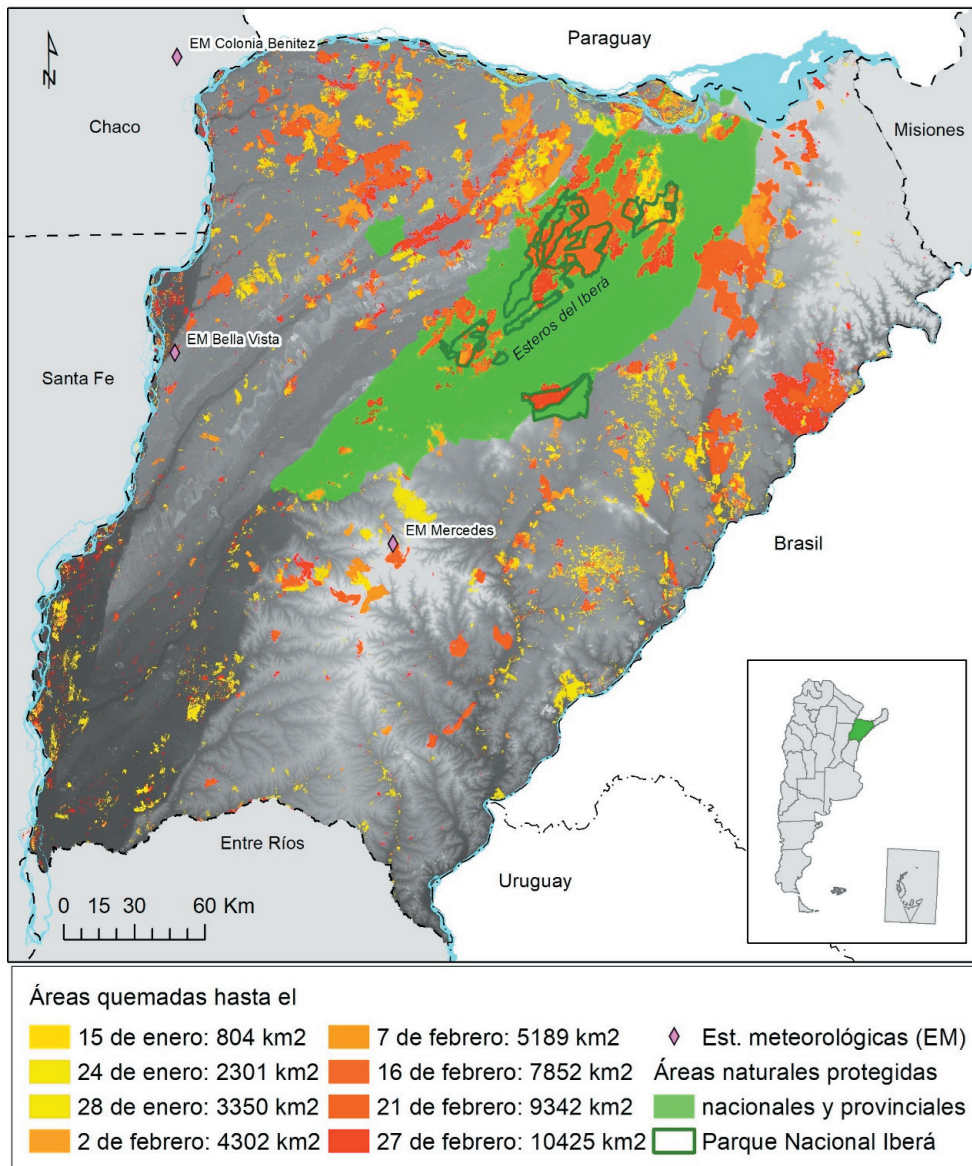 Paraguay
EM Colonia Benitez
N
Chaco
Misiones
Esteros del Iberá
EM Bella Vista
Santa Fe
EM Mercedes
Brasil
Entre Ríos
Uruguay
0 15 30 60 Km
Áreas quemadas hasta el
15 de enero: 804 km2
24 de enero: 2301 km2
28 de enero: 3350 km2
2 de febrero: 4302 km2
7 de febrero: 5189 km2
16 de febrero: 7852 km2
21 de febrero: 9342 km2
27 de febrero: 10425 km2
Est. meteorológicas (EM)
Áreas naturales protegidas
nacionales y provinciales
Parque Nacional Iberá